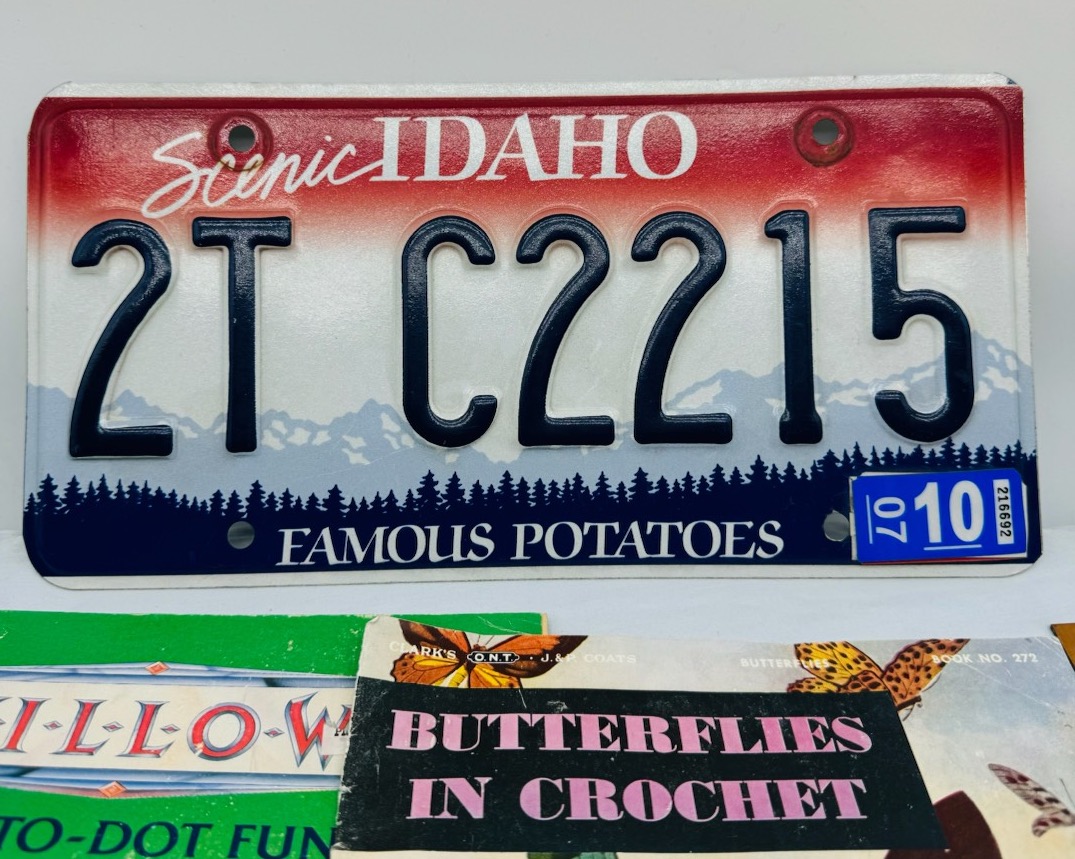 Scenic IDAHO
2T C2215
FAMOUS POTATOES
07 10 216692
CLARK'S O.N.T. · J.& P. COATS BUTTERFLIES BOOK NO. 272
BUTTERFLIES
IN CROCHET
I·L·L·O·W
TO-DOT FUN